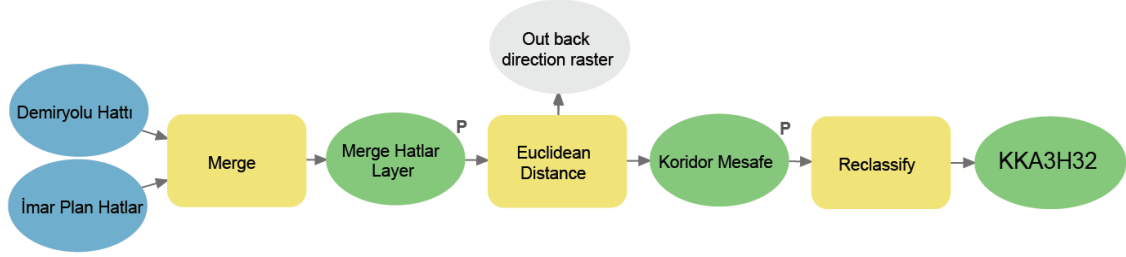 Out back
direction raster
Demiryolu Hattı
İmar Plan Hatlar
Merge
Merge Hatlar
Layer
P
Euclidean
Distance
Koridor Mesafe
P
Reclassify
KKA3H32